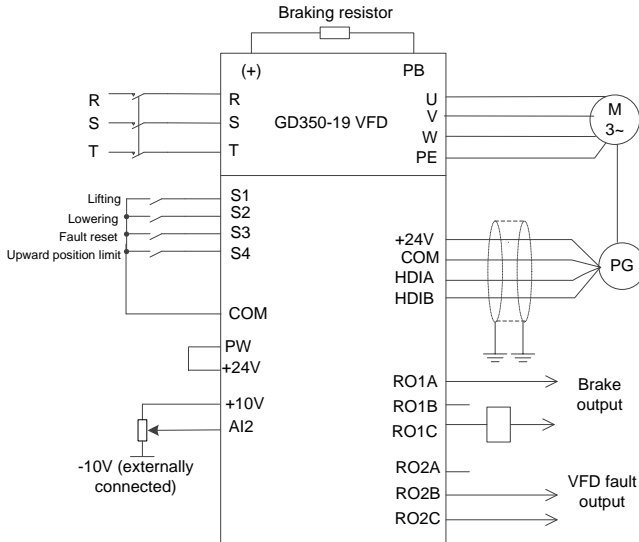 Braking resistor
(+)
PB
R
S
T
R
S
T
GD350-19 VFD
U
V
W
PE
M
3~
Lifting
Lowering
Fault reset
Upward position limit
S1
S2
S3
S4
COM
PW
+24V
+10V
AI2
-10V (externally
connected)
+24V
COM
HDIA
HDIB
PG
RO1A
RO1B
RO1C
Brake
output
RO2A
RO2B
RO2C
VFD fault
output